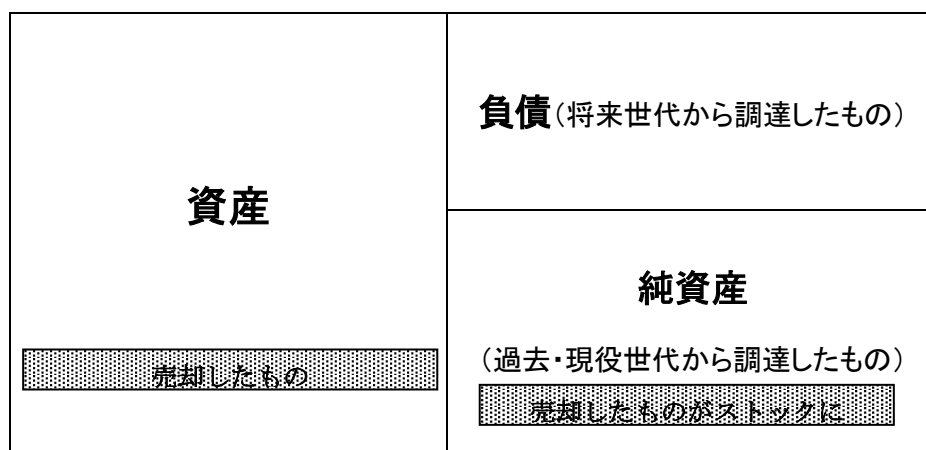 資産
売却したもの
負債(将来世代から調達したもの)
純資産
(過去・現役世代から調達したもの)
売却したものがストックに